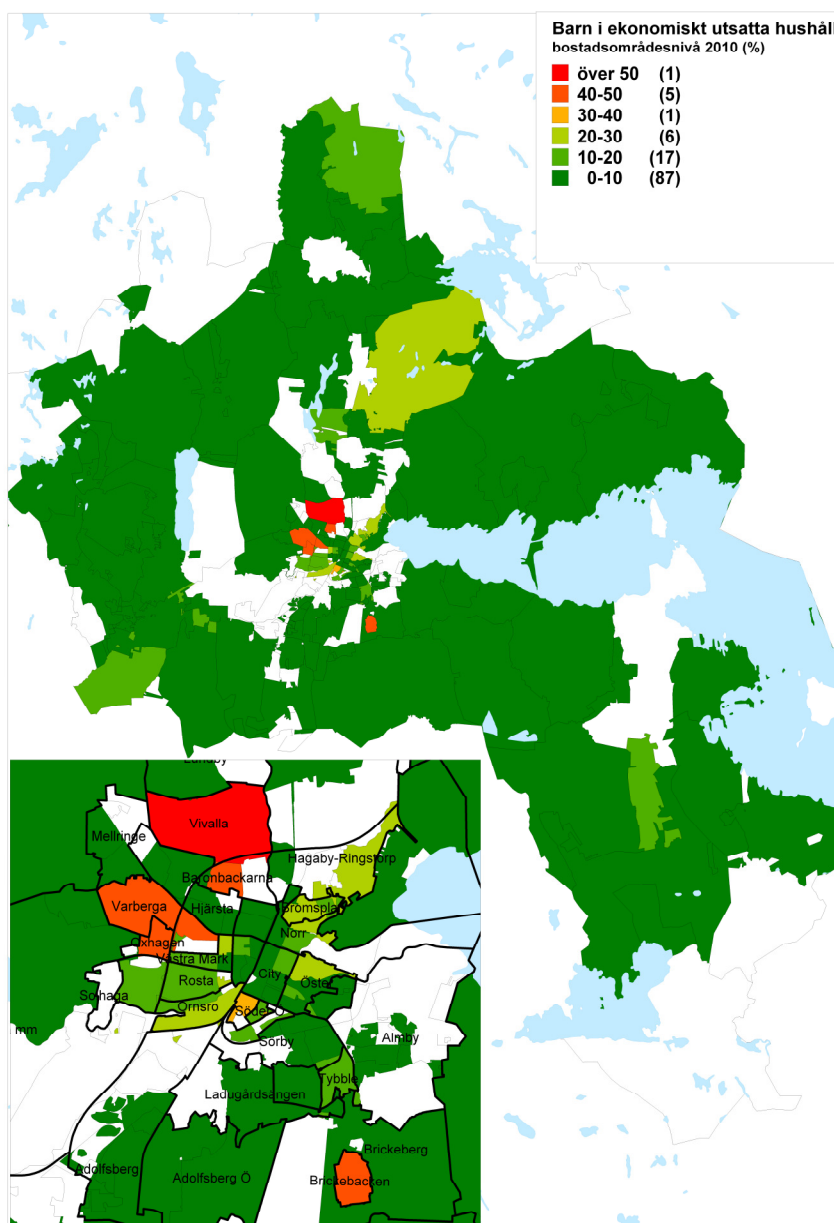 Barn i ekonomiskt utsatta hushåll
bostadsområdesnivå 2010 (%)
över 50 (1)
40-50 (5)
30-40 (1)
20-30 (6)
10-20 (17)
0-10 (87)
Vivalla
Mellringe
Hagaby-Ringstorp
Baronbackarna
Varberga
Hjärsta
Norr
Oxhagen
Västra Mark
City
Rosta
Öster
Solhaga
Örnsro
Söder
mm
Sörby
Almby
Tybble
Ladugårdsängen
Brickeberg
Adolfsberg
Adolfsberg Ö
Brickebacken